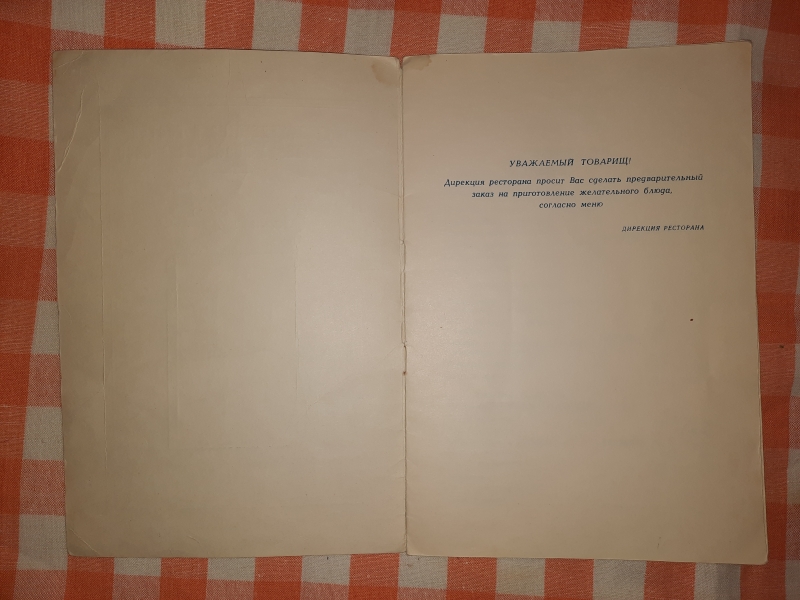 УВАЖАЕМЫЙ ТОВАРИЩ!
Дирекция ресторана просит Вас сделать предварительный
заказ на приготовление желательного блюда,
согласно меню
ДИРЕКЦИЯ РЕСТОРАНА